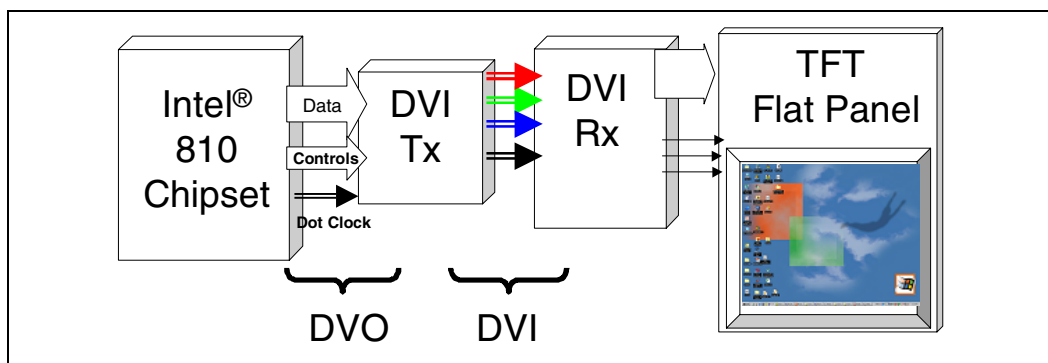 Intel®
810
Chipset
Data
Controls
Dot Clock
DVI
Tx
DVI
Rx
TFT
Flat Panel
DVO
DVI